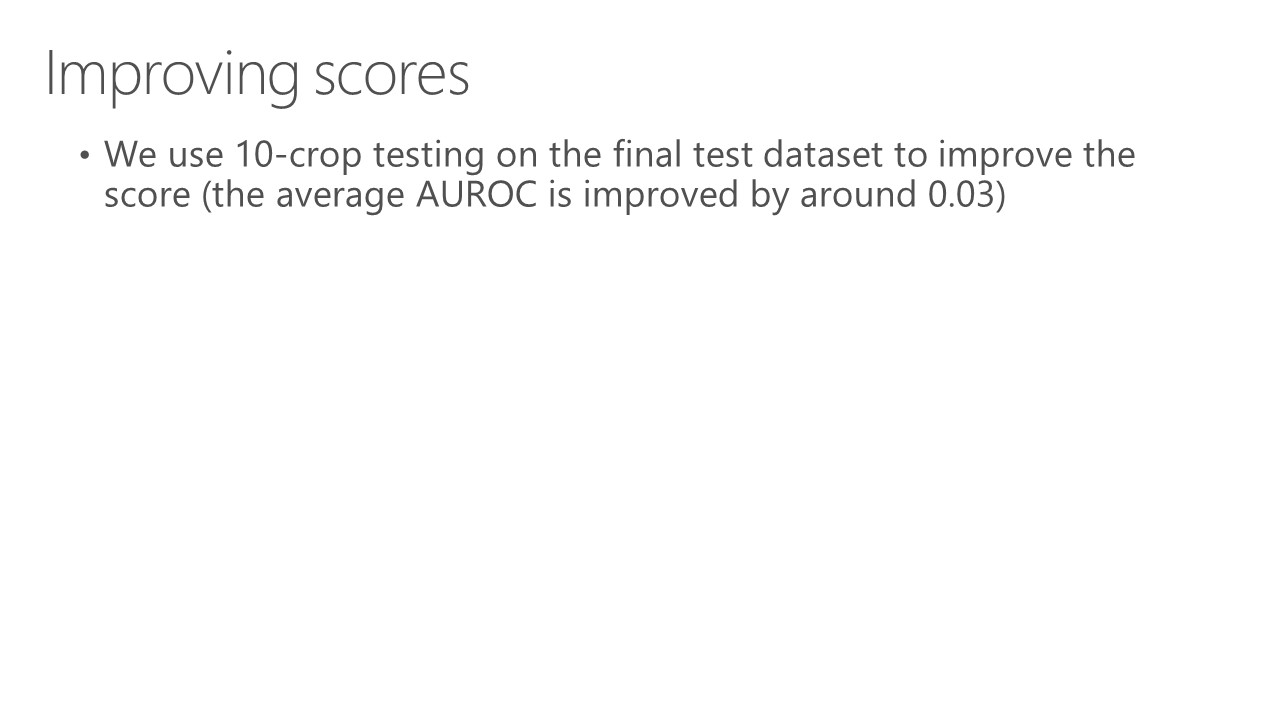 Improving scores
• We use 10-crop testing on the final test dataset to improve the
score (the average AUROC is improved by around 0.03)